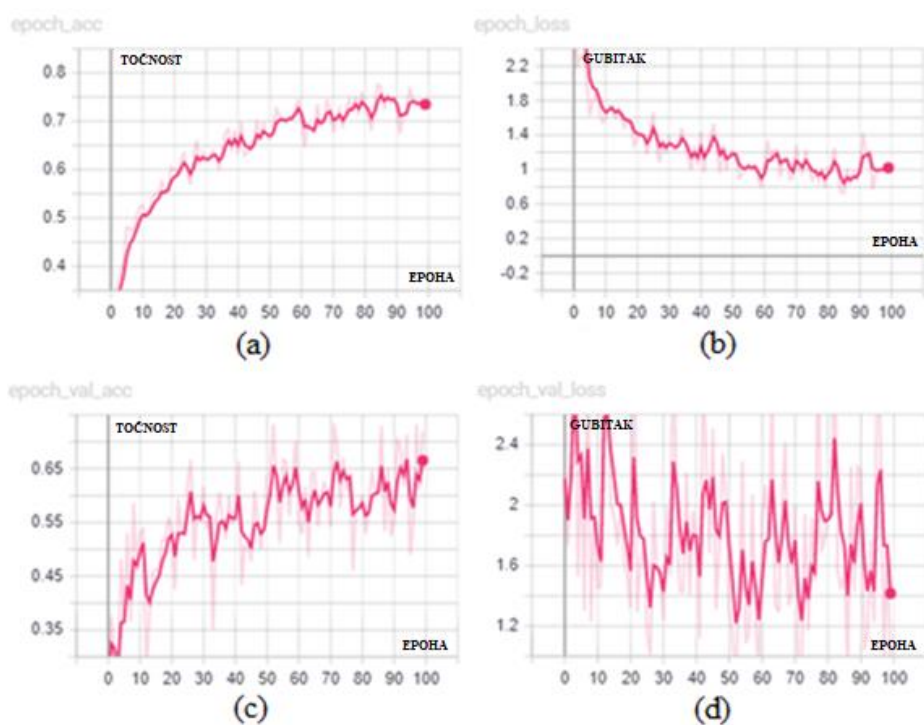 epoch_acc
TOČNOST
0.8
0.7
0.6
0.5
0.4
EPOHA
0 10 20 30 40 50 60 70 80 90 100
(a)
epoch_loss
GUBITAK
2.2
1.8
1.4
1
0.6
0.2
-0.2
EPOHA
0 10 20 30 40 50 60 70 80 90 100
(b)
epoch_val_acc
TOČNOST
0.65
0.55
0.45
0.35
EPOHA
0 10 20 30 40 50 60 70 80 90 100
(c)
epoch_val_loss
GUBITAK
2.4
2
1.6
1.2
EPOHA
0 10 20 30 40 50 60 70 80 90 100
(d)